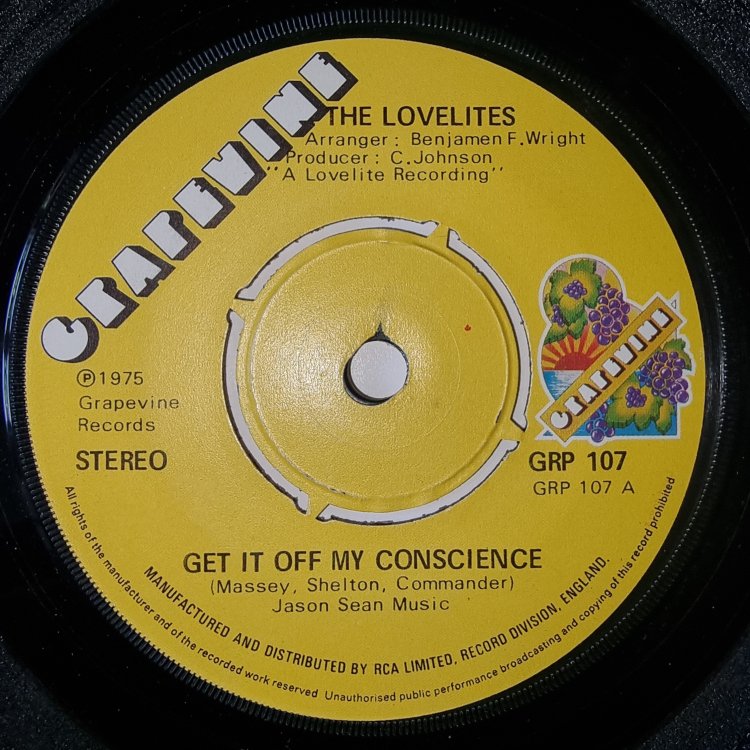 GRAPEVINE
THE LOVELITES
Arranger : Benjamen F. Wright
Producer : C. Johnson
"A Lovelite Recording"
℗ 1975
Grapevine
Records
STEREO
GRAPEVINE
GRP 107
GRP 107 A
GET IT OFF MY CONSCIENCE
(Massey, Shelton, Commander)
Jason Sean Music
MANUFACTURED AND DISTRIBUTED BY RCA LIMITED, RECORD DIVISION, ENGLAND.
All rights of the manufacturer and of the recorded work reserved Unauthorised public performance broadcasting and copying of this record prohibited